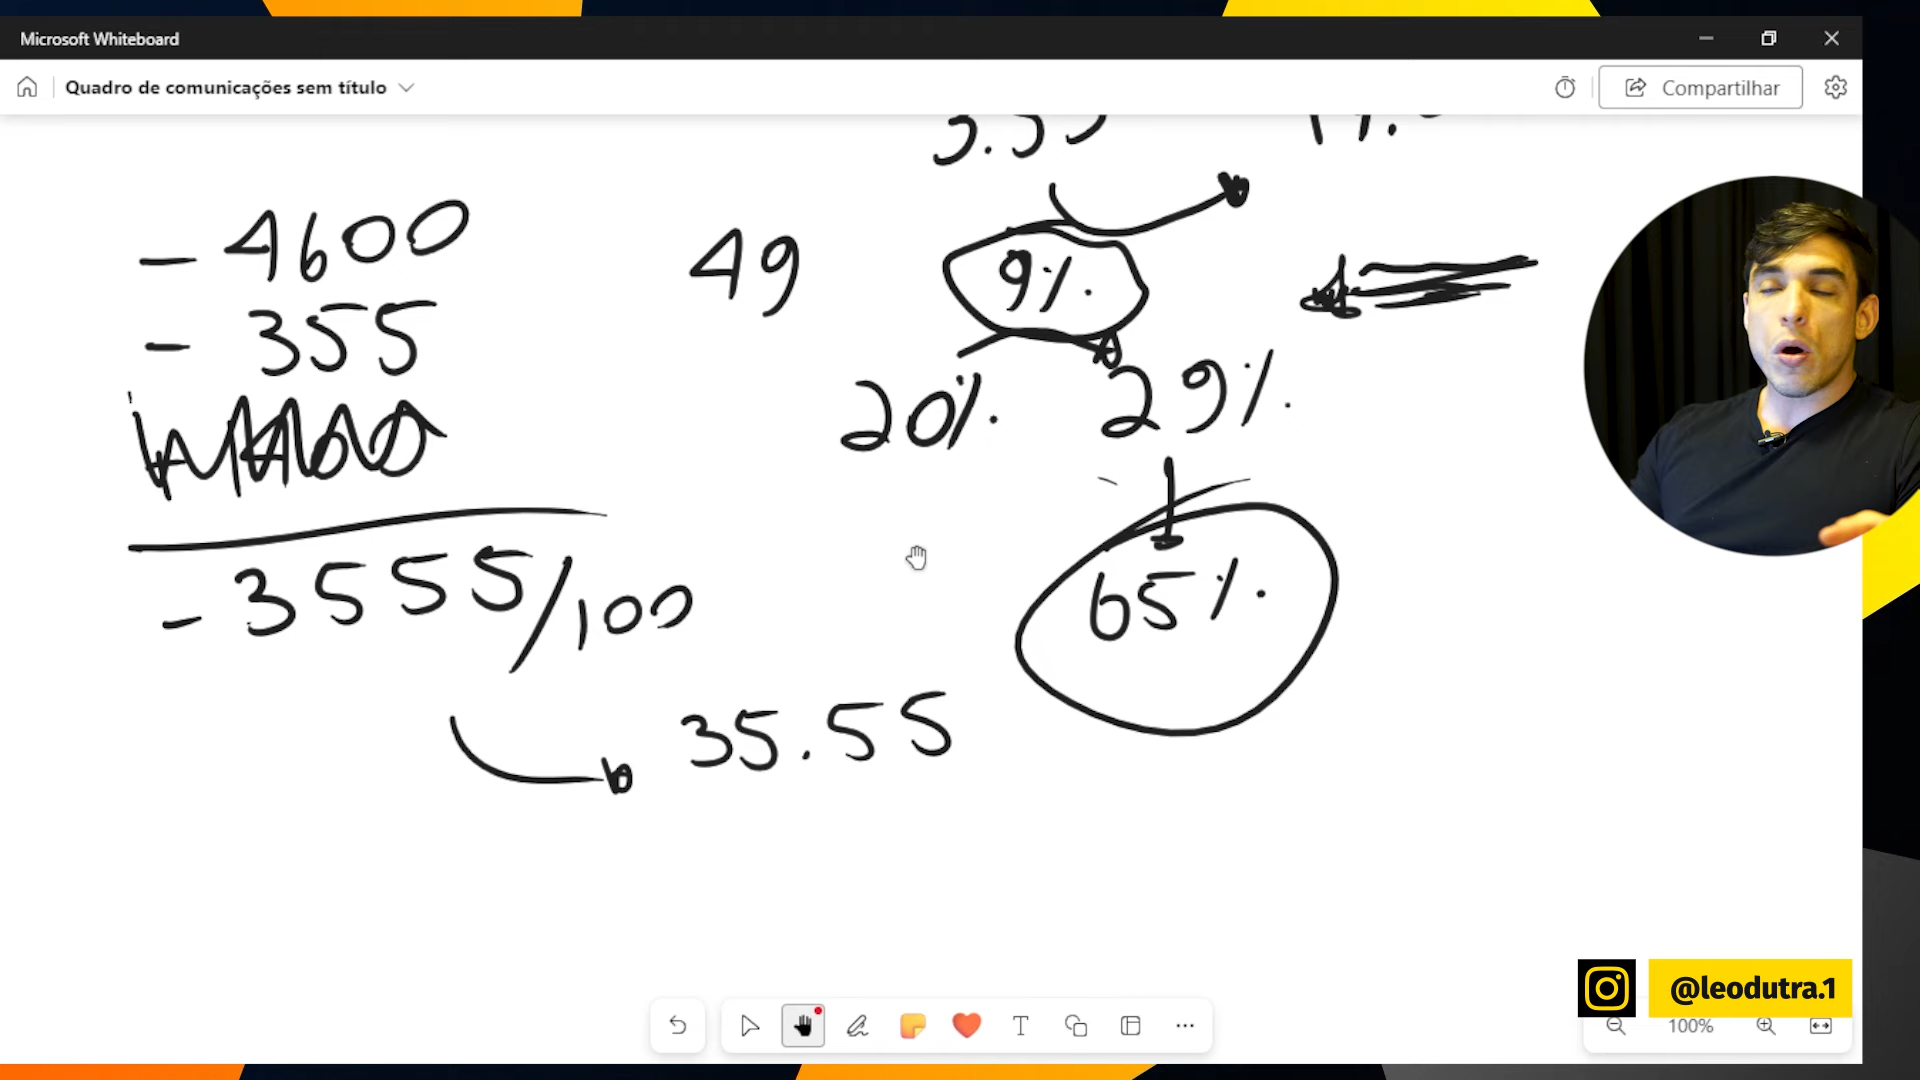 Microsoft Whiteboard
Quadro de comunicações sem título
Compartilhar
- 4600
- 355
- 3555/100
35.55
49
9%.
20%.
29%.
65%.
@leodutra.1
100%